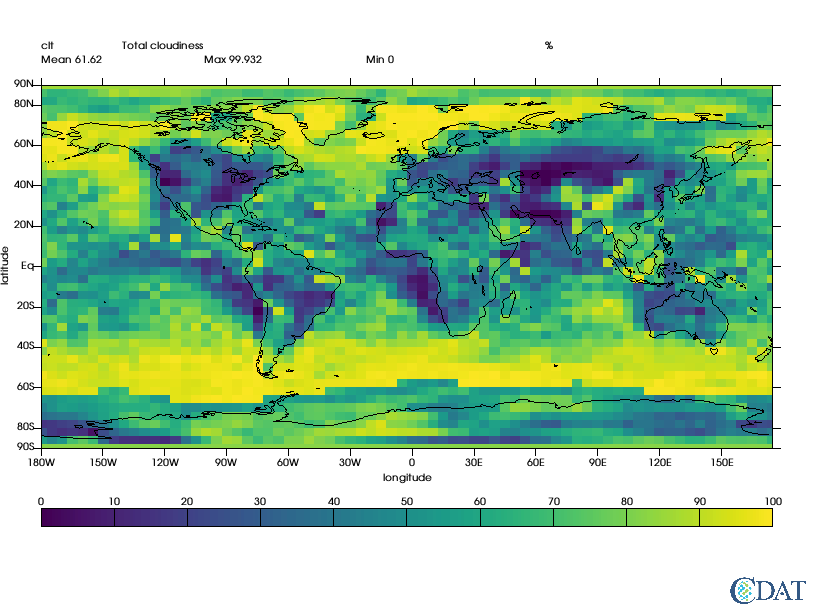 clt Total cloudiness %
Mean 61.62 Max 99.932 Min 0
90N
80N
60N
40N
20N
Eq
20S
40S
60S
80S
90S
latitude
180W 150W 120W 90W 60W 30W 0 30E 60E 90E 120E 150E
longitude
0 10 20 30 40 50 60 70 80 90 100
CDAT